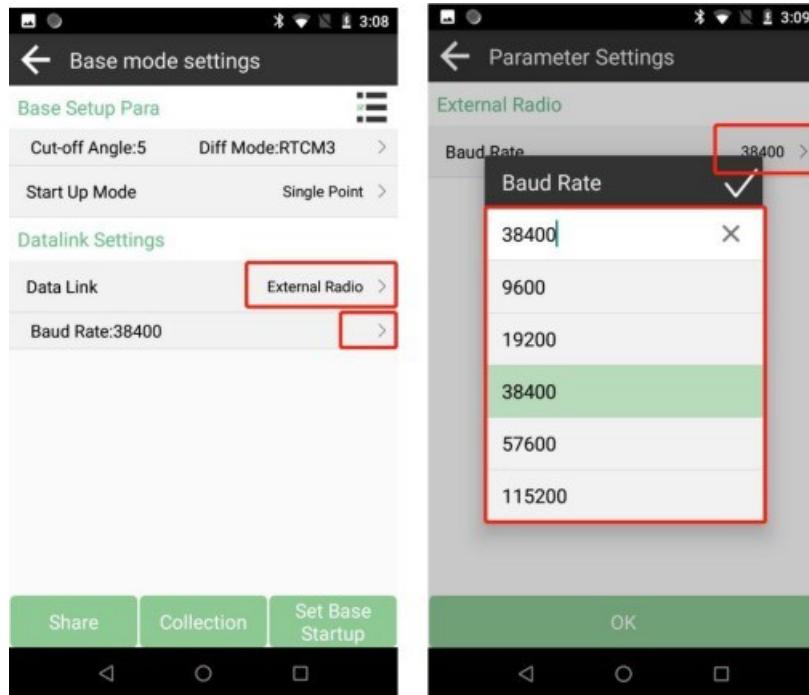 3:08
Base mode settings
Base Setup Para
Cut-off Angle:5 Diff Mode:RTCM3
Start Up Mode Single Point
Datalink Settings
Data Link External Radio
Baud Rate:38400
Share Collection Set Base
Startup
3:09
Parameter Settings
External Radio
Baud Rate 38400
Baud Rate
38400
9600
19200
38400
57600
115200
OK